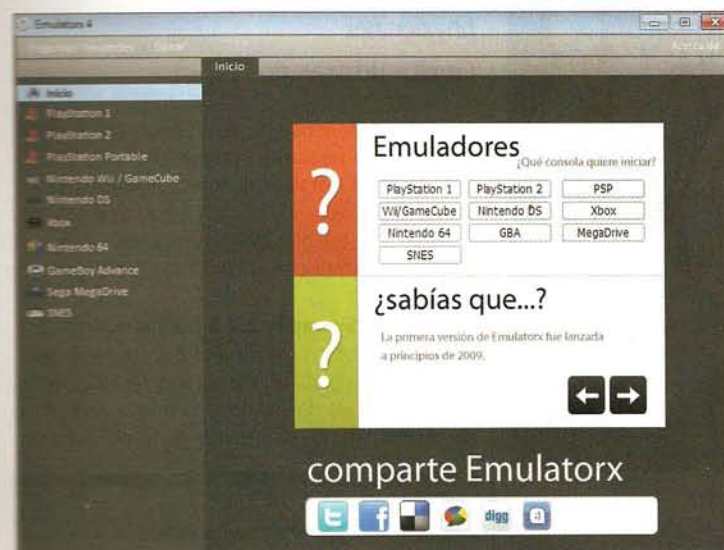 Emulatorx 4
Acerca de
Inicio
Inicio
PlayStation 1
PlayStation 2
PlayStation Portable
Nintendo Wii / GameCube
Nintendo DS
Xbox
Nintendo 64
GameBoy Advance
Sega MegaDrive
SNES
?
Emuladores
¿Qué consola quiere iniciar?
PlayStation 1 PlayStation 2 PSP
Wii/GameCube Nintendo DS Xbox
Nintendo 64 GBA MegaDrive
SNES
?
¿sabías que...?
La primera versión de Emulatorx fue lanzada
a principios de 2009.
comparte Emulatorx
digg